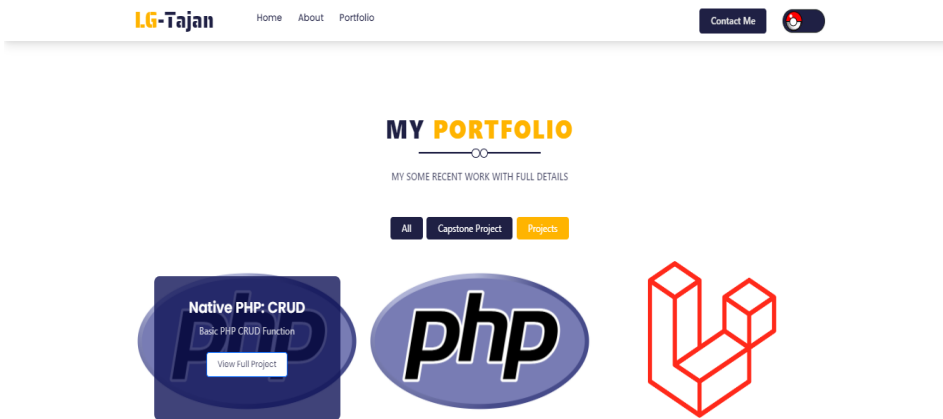 LG-Tajan
Home About Portfolio
Contact Me
MY PORTFOLIO
MY SOME RECENT WORK WITH FULL DETAILS
All Capstone Project Projects
Native PHP: CRUD
Basic PHP CRUD Function
View Full Project
php
php